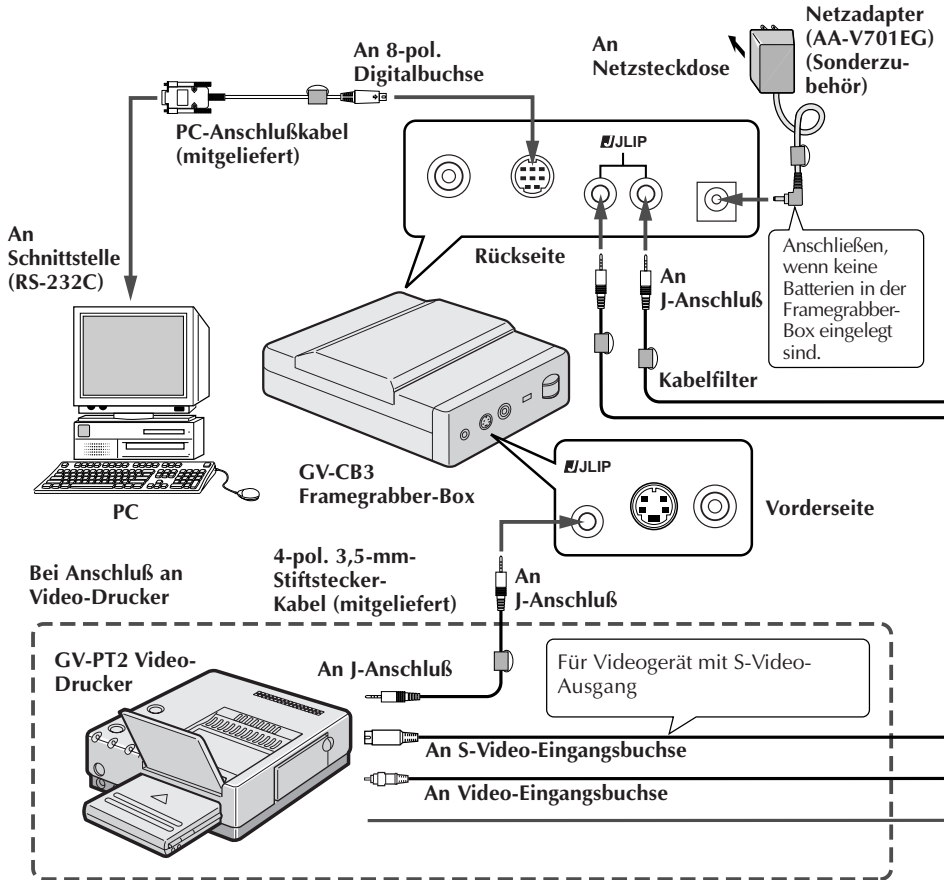 Netzadapter
(AA-V701EG)
(Sonderzu-
behör)
An
Netzsteckdose
An 8-pol.
Digitalbuchse
PC-Anschlußkabel
(mitgeliefert)
JLIP
An
Schnittstelle
(RS-232C)
Rückseite
An
J-Anschluß
Anschließen,
wenn keine
Batterien in der
Framegrabber-
Box eingelegt
sind.
Kabelfilter
GV-CB3
Framegrabber-Box
PC
JLIP
Vorderseite
Bei Anschluß an
Video-Drucker
4-pol. 3,5-mm-
Stiftstecker-
Kabel (mitgeliefert)
An
J-Anschluß
GV-PT2 Video-
Drucker
An J-Anschluß
Für Videogerät mit S-Video-
Ausgang
An S-Video-Eingangsbuchse
An Video-Eingangsbuchse